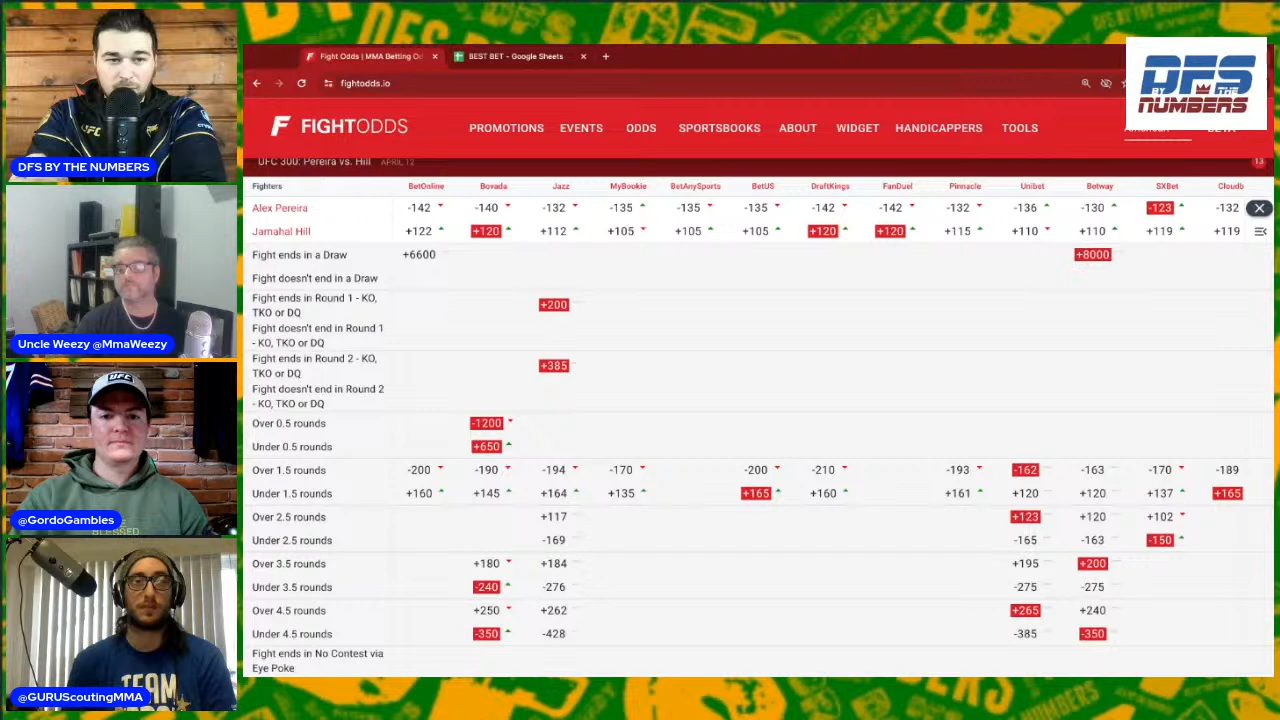 Fight Odds | MMA Betting Od
BEST BET - Google Sheets
fightodds.io
DFS
BY THE
NUMBERS
FIGHTODDS
PROMOTIONS EVENTS ODDS SPORTSBOOKS ABOUT WIDGET HANDICAPPERS TOOLS
UFC 300: Pereira vs. Hill APRIL 12 13
Fighters BetOnline Bovada Jazz MyBookie BetAnySports BetUS DraftKings FanDuel Pinnacle Unibet Betway SXBet Cloudb
Alex Pereira -142 -140 -132 -135 -135 -135 -142 -142 -132 -136 -130 -123 -132
Jamahal Hill +122 +120 +112 +105 +105 +105 +120 +120 +115 +110 +110 +119 +119
Fight ends in a Draw +6600 +8000
Fight doesn't end in a Draw
Fight ends in Round 1 - KO,
TKO or DQ +200
Fight doesn't end in Round 1
- KO, TKO or DQ
Fight ends in Round 2 - KO,
TKO or DQ +385
Fight doesn't end in Round 2
- KO, TKO or DQ
Over 0.5 rounds -1200
Under 0.5 rounds +650
Over 1.5 rounds -200 -190 -194 -170 -200 -210 -193 -162 -163 -170 -189
Under 1.5 rounds +160 +145 +164 +135 +165 +160 +161 +120 +120 +137 +165
Over 2.5 rounds +117 +123 +120 +102
Under 2.5 rounds -169 -165 -163 -150
Over 3.5 rounds +180 +184 +195 +200
Under 3.5 rounds -240 -276 -275 -275
Over 4.5 rounds +250 +262 +265 +240
Under 4.5 rounds -350 -428 -385 -350
Fight ends in No Contest via
Eye Poke
UFC
DFS BY THE NUMBERS
Uncle Weezy @MmaWeezy
UFC
BLESSED
@GordoGambles
TEAM
@GURUScoutingMMA